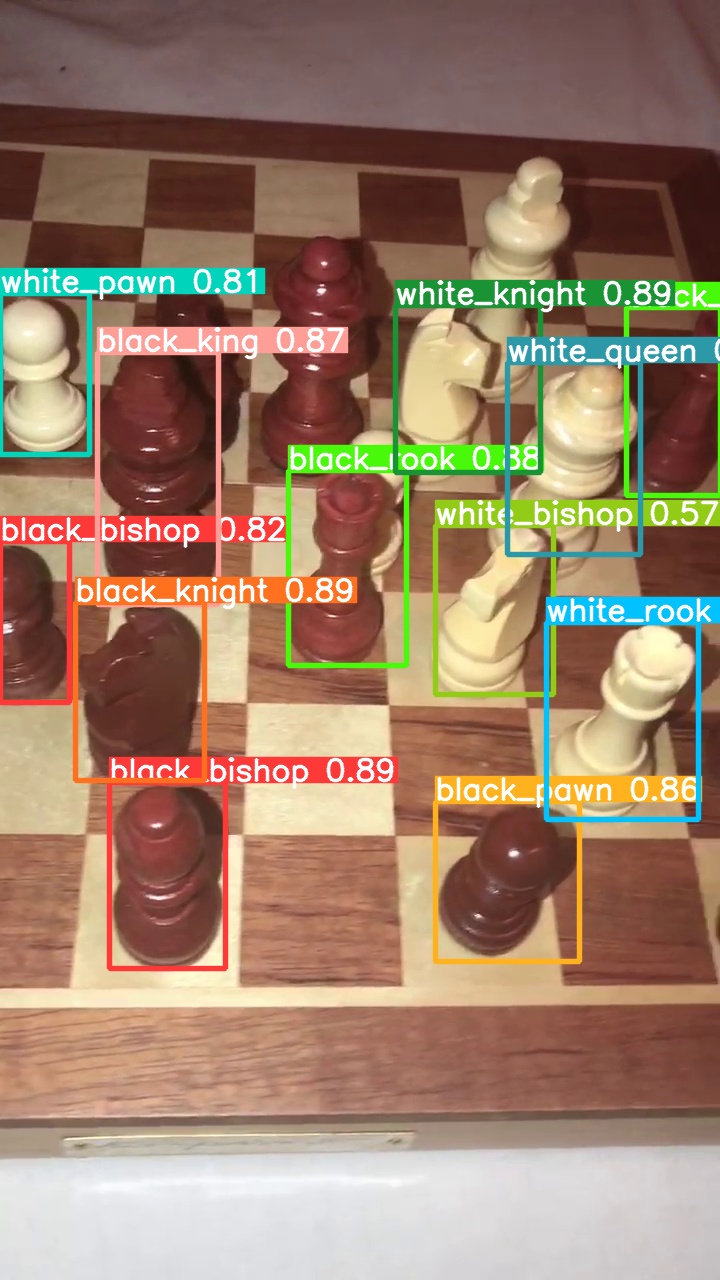 white_pawn 0.81
white_knight 0.89
ck_
black_king 0.87
white_queen 0
black_rook 0.88
white_bishop 0.57
black_bishop 0.82
black_knight 0.89
white_rook
black_bishop 0.89
black_pawn 0.86